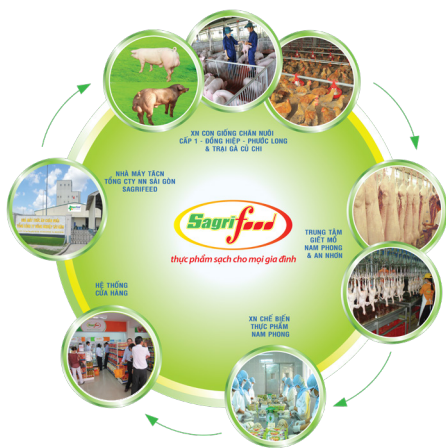 XN CON GIỐNG CHĂN NUÔI
CẤP 1 - ĐỒNG HIỆP - PHƯỚC LONG
& TRẠI GÀ CỦ CHI
NHÀ MÁY TĂCN
TỔNG CTY NN SÀI GÒN
SAGRIFEED
Sagrifood
thực phẩm sạch cho mọi gia đình
TRUNG TÂM
GIẾT MỔ
NAM PHONG
& AN NHƠN
HỆ THỐNG
CỬA HÀNG
XN CHẾ BIẾN
THỰC PHẨM
NAM PHONG